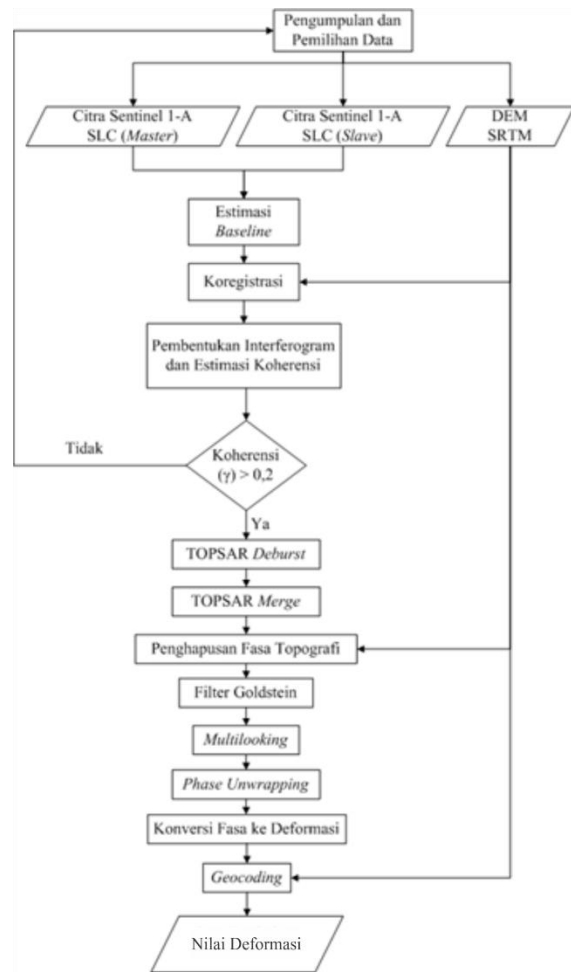 Pengumpulan dan
Pemilihan Data
Citra Sentinel 1-A
SLC (Master)
Citra Sentinel 1-A
SLC (Slave)
DEM
SRTM
Estimasi
Baseline
Koregistrasi
Pembentukan Interferogram
dan Estimasi Koherensi
Tidak
Koherensi
(γ) > 0,2
Ya
TOPSAR Deburst
TOPSAR Merge
Penghapusan Fasa Topografi
Filter Goldstein
Multilooking
Phase Unwrapping
Konversi Fasa ke Deformasi
Geocoding
Nilai Deformasi